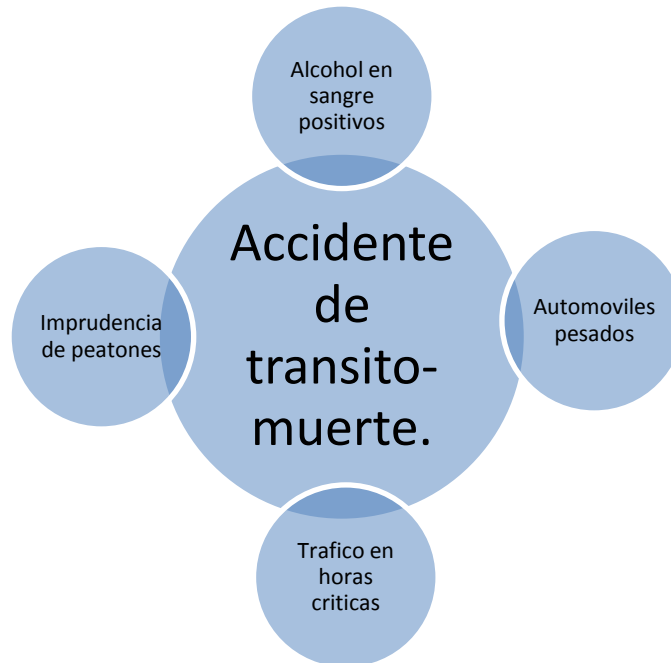 Alcohol en
sangre
positivos
Accidente
de
transito-
muerte.
Imprudencia
de peatones
Automoviles
pesados
Trafico en
horas
criticas